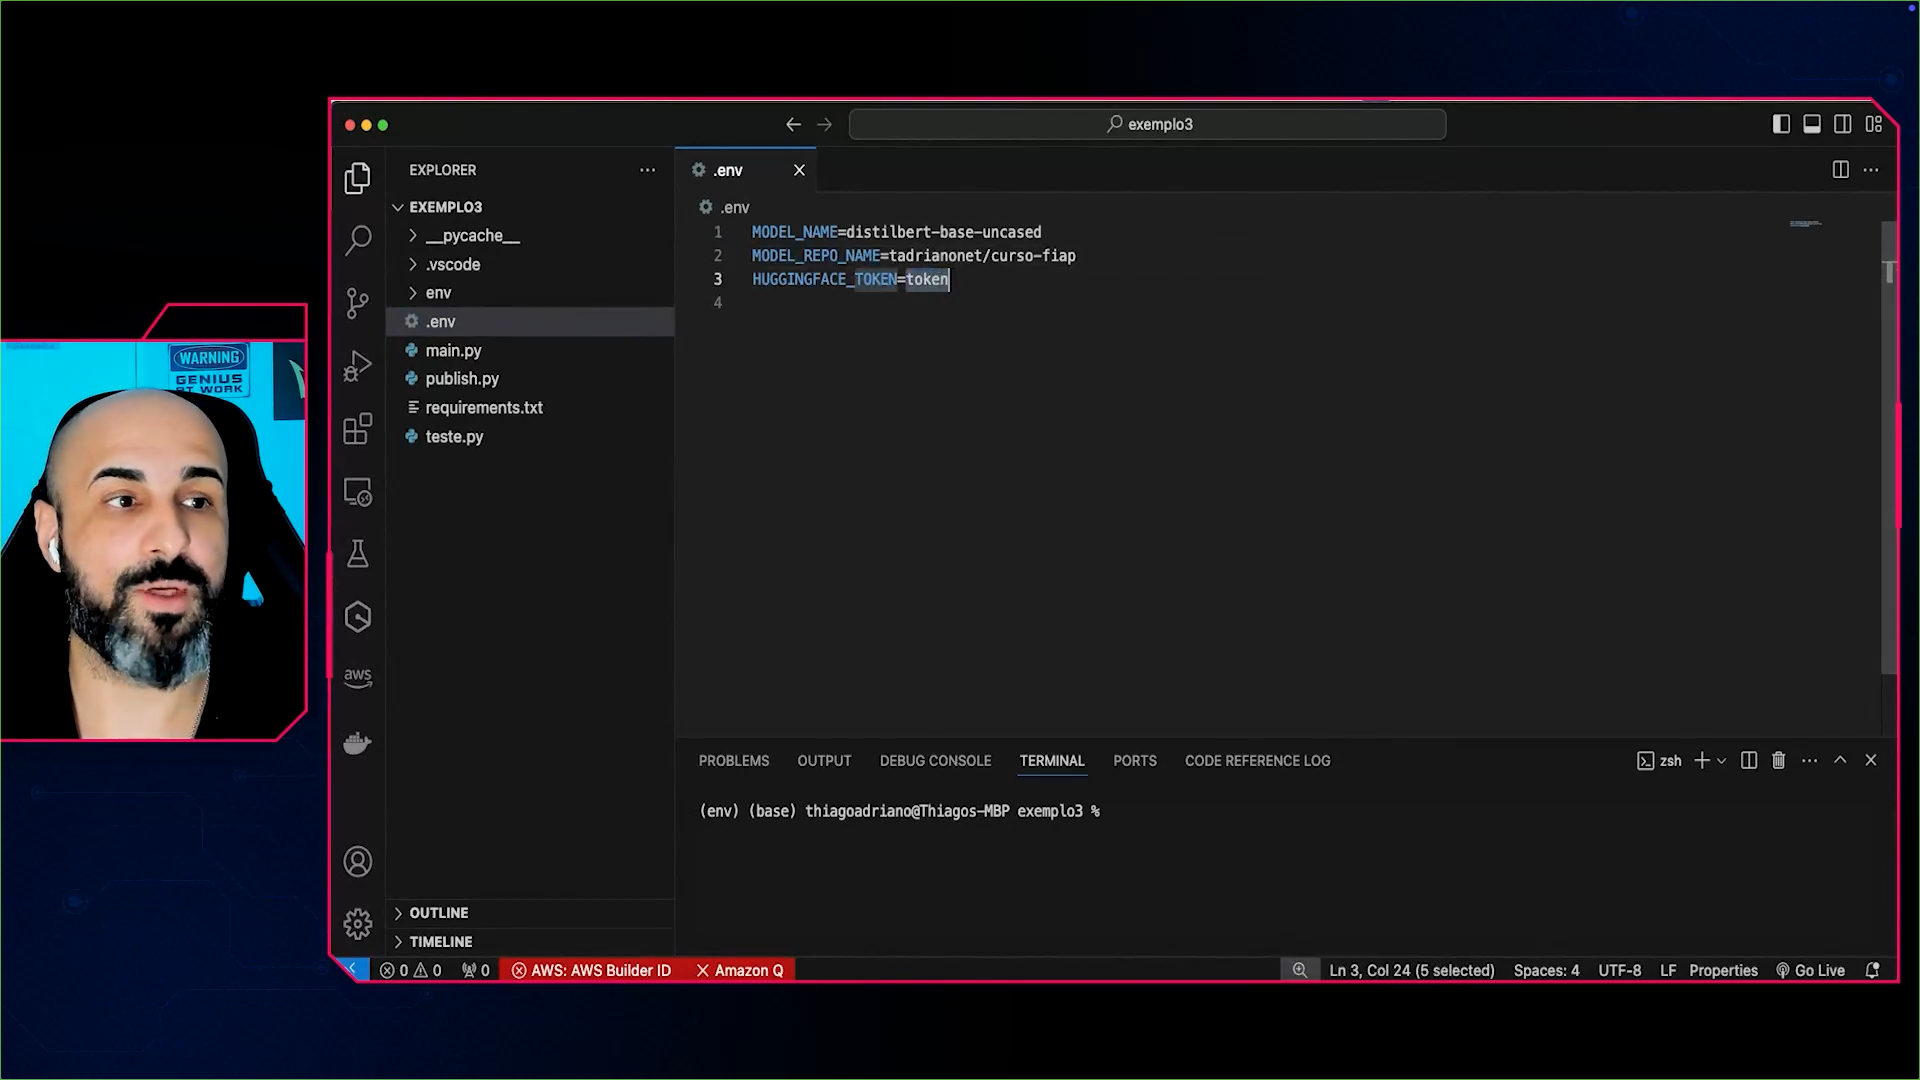 exemplo3
EXPLORER
EXEMPLO3
__pycache__
.vscode
env
.env
main.py
publish.py
requirements.txt
teste.py
OUTLINE
TIMELINE
.env
.env
1 MODEL_NAME=distilbert-base-uncased
2 MODEL_REPO_NAME=tadrianonet/curso-fiap
3 HUGGINGFACE_TOKEN=token
4
PROBLEMS OUTPUT DEBUG CONSOLE TERMINAL PORTS CODE REFERENCE LOG
zsh
(env) (base) thiagoadriano@Thiagos-MBP exemplo3 %
aws
0 0 0 AWS: AWS Builder ID Amazon Q
Ln 3, Col 24 (5 selected) Spaces: 4 UTF-8 LF Properties Go Live
WARNING
GENIUS
AT WORK